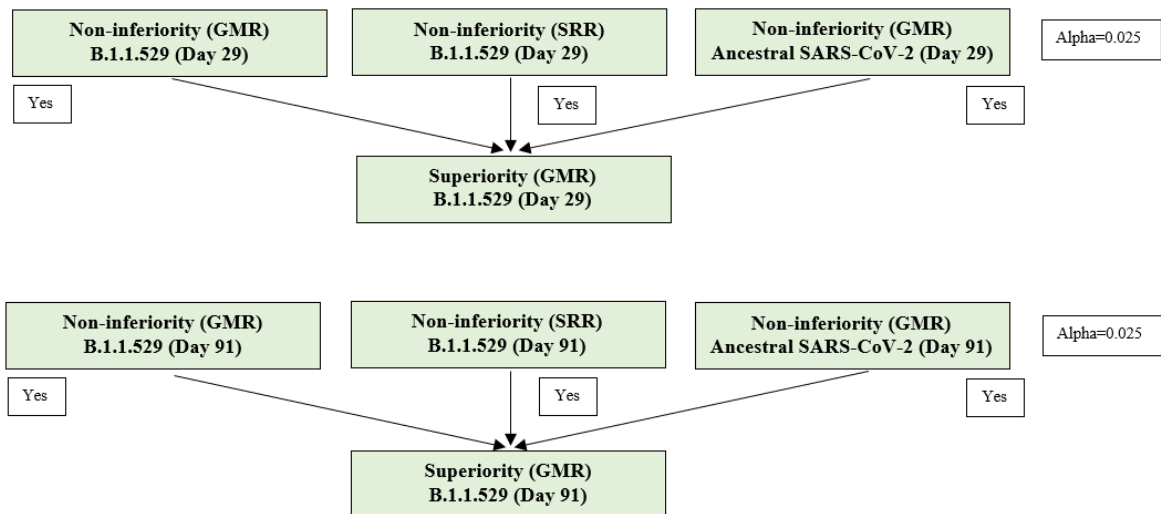 Non-inferiority (GMR)
B.1.1.529 (Day 29)
Non-inferiority (SRR)
B.1.1.529 (Day 29)
Non-inferiority (GMR)
Ancestral SARS-CoV-2 (Day 29)
Alpha=0.025
Yes
Yes
Yes
Superiority (GMR)
B.1.1.529 (Day 29)
Non-inferiority (GMR)
B.1.1.529 (Day 91)
Non-inferiority (SRR)
B.1.1.529 (Day 91)
Non-inferiority (GMR)
Ancestral SARS-CoV-2 (Day 91)
Alpha=0.025
Yes
Yes
Yes
Superiority (GMR)
B.1.1.529 (Day 91)